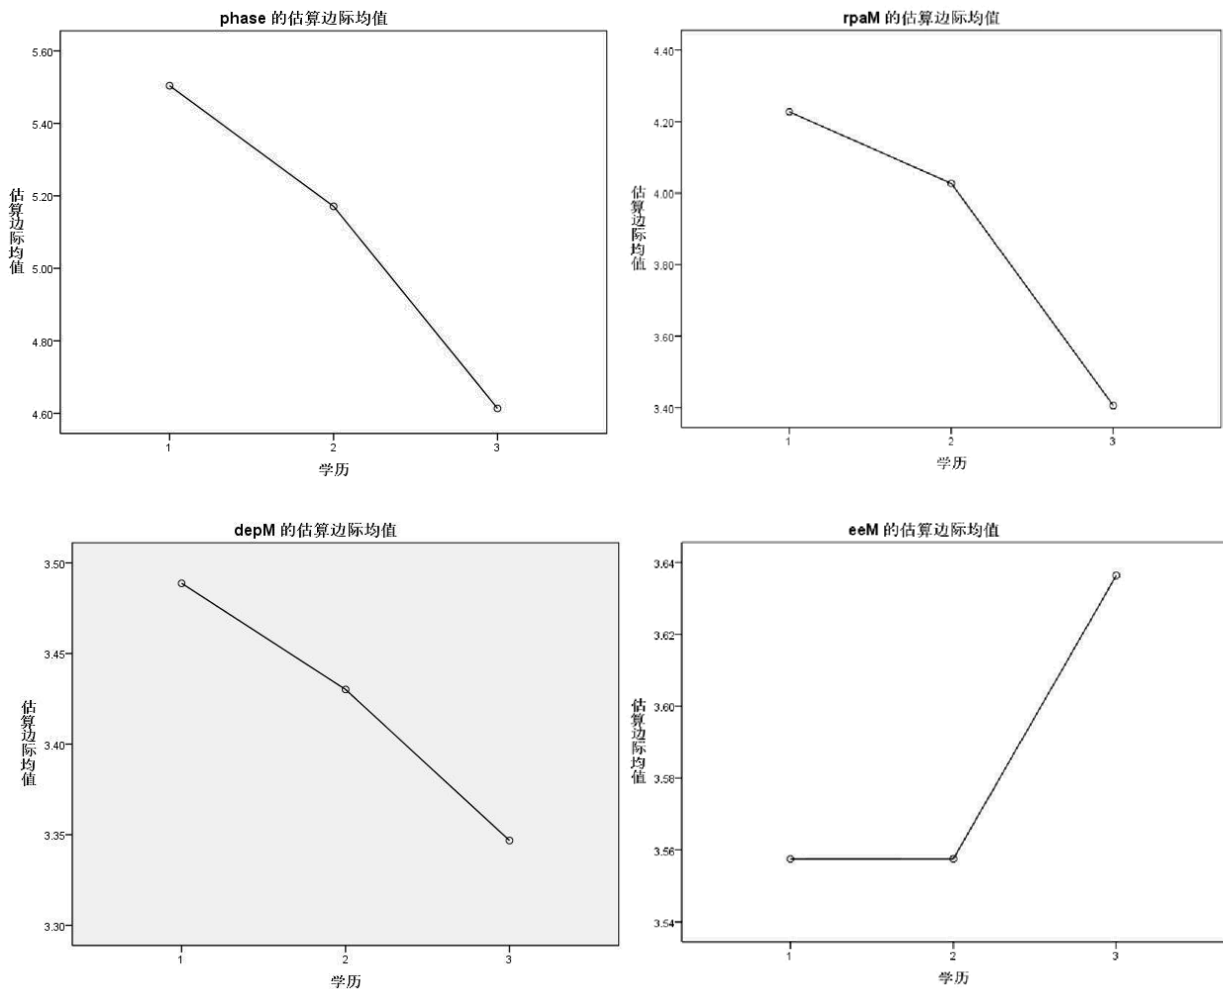 phase 的估算边际均值
估算边际均值
5.60
5.40
5.20
5.00
4.80
4.60
1 2 3
学历
rpaM 的估算边际均值
估算边际均值
4.40
4.20
4.00
3.80
3.60
3.40
1 2 3
学历
depM 的估算边际均值
估算边际均值
3.50
3.45
3.40
3.35
3.30
1 2 3
学历
eeM 的估算边际均值
估算边际均值
3.64
3.62
3.60
3.58
3.56
3.54
1 2 3
学历